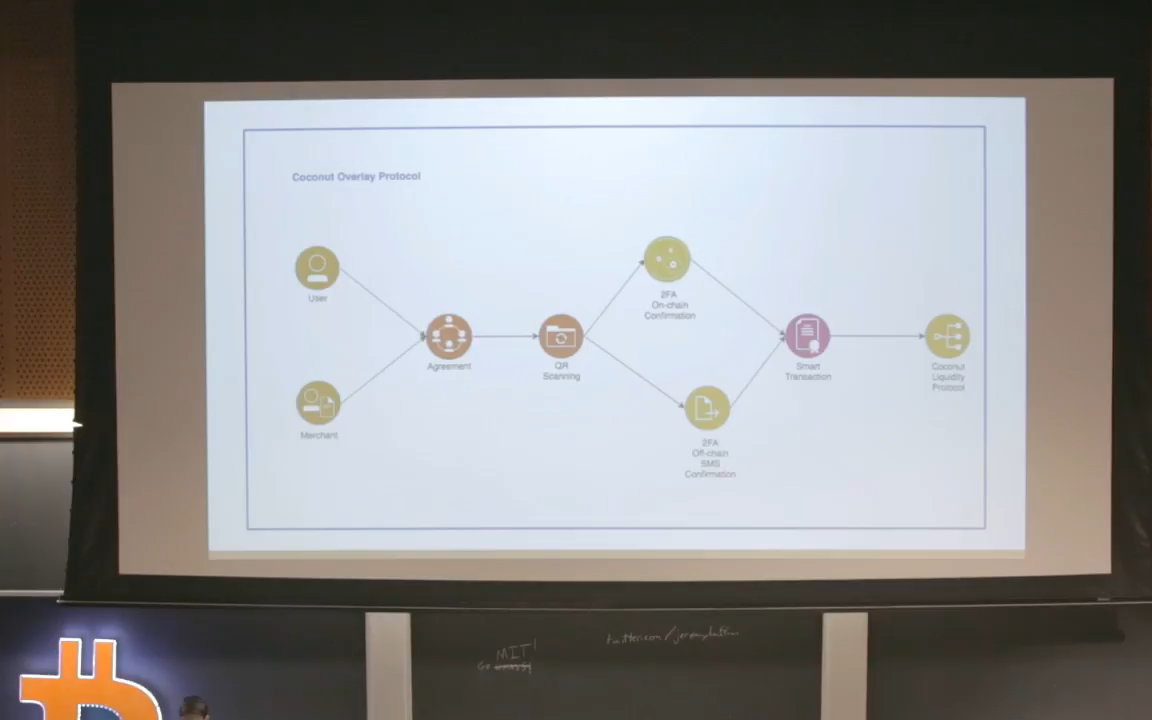 Coconut Overlay Protocol
User
Merchant
Agreement
QR
Scanning
2FA
On-chain
Confirmation
2FA
Off-chain
SMS
Confirmation
Smart
Transaction
Coconut
Liquidity
Protocol
Go MIT!